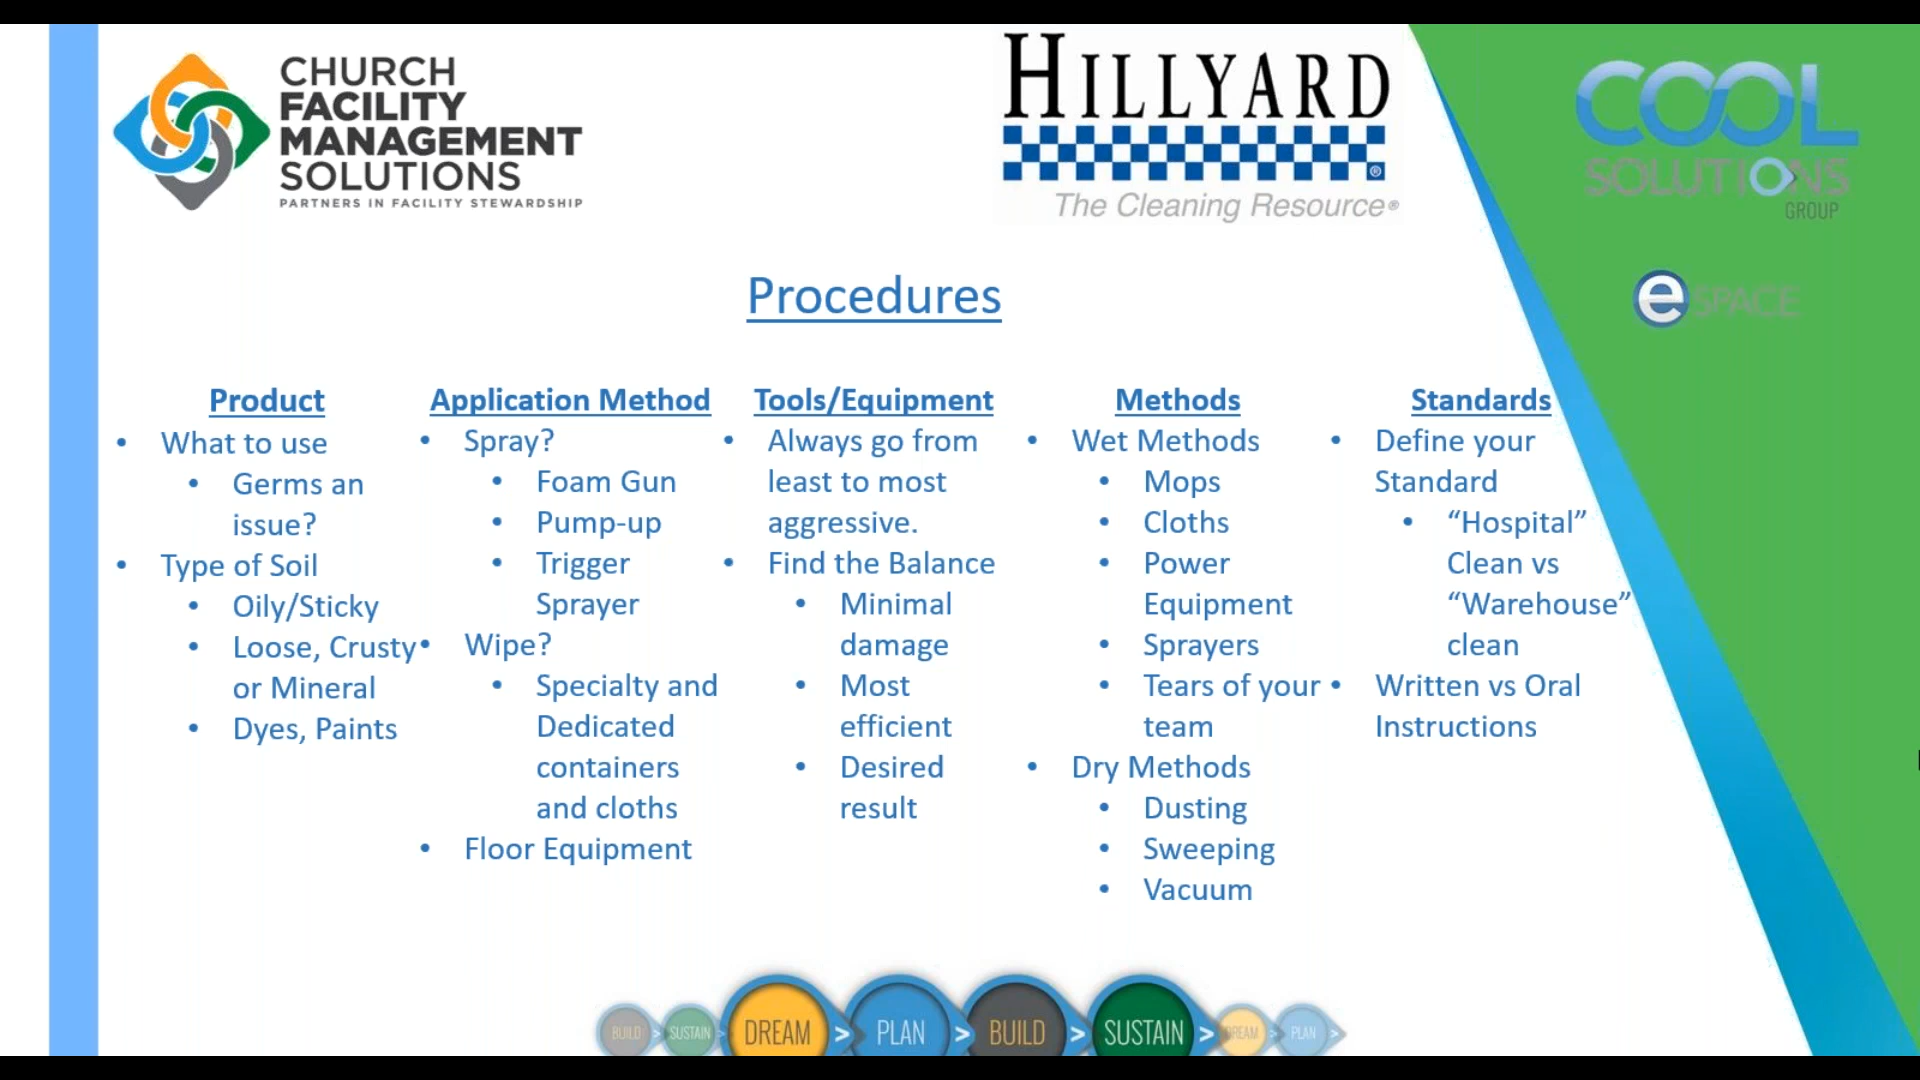 CHURCH
FACILITY
MANAGEMENT
SOLUTIONS
PARTNERS IN FACILITY STEWARDSHIP
HILLYARD
®
The Cleaning Resource®
COOL
SOLUTIONS
GROUP
eSPACE
Procedures
Product
• What to use
• Germs an
issue?
• Type of Soil
• Oily/Sticky
• Loose, Crusty
or Mineral
• Dyes, Paints
Application Method
• Spray?
• Foam Gun
• Pump-up
• Trigger
Sprayer
• Wipe?
• Specialty and
Dedicated
containers
and cloths
• Floor Equipment
Tools/Equipment
• Always go from
least to most
aggressive.
• Find the Balance
• Minimal
damage
• Most
efficient
• Desired
result
Methods
• Wet Methods
• Mops
• Cloths
• Power
Equipment
• Sprayers
• Tears of your
team
• Dry Methods
• Dusting
• Sweeping
• Vacuum
Standards
• Define your
Standard
• “Hospital”
Clean vs
“Warehouse”
clean
• Written vs Oral
Instructions
BUILD > SUSTAIN > DREAM > PLAN > BUILD > SUSTAIN > DREAM > PLAN >